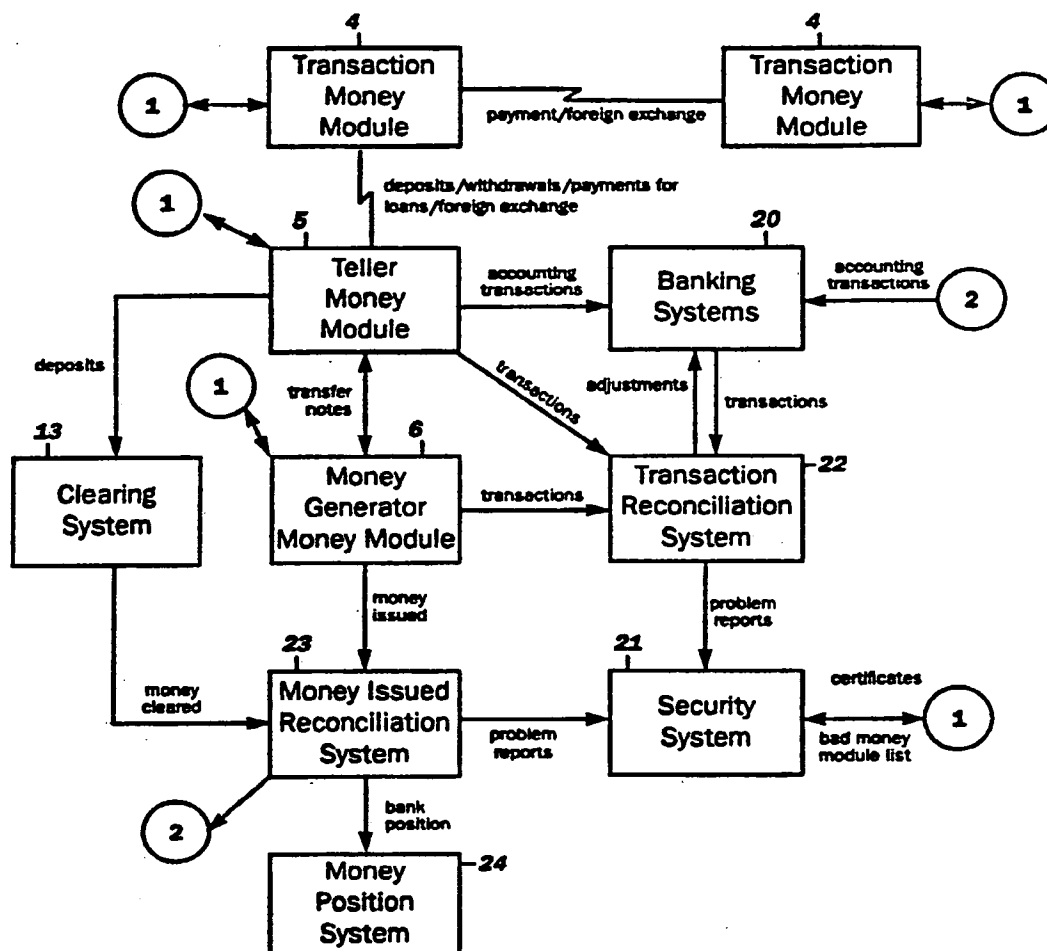 4
4
Transaction
Money
Module
Transaction
Money
Module
1
1
payment/foreign exchange
deposits/withdrawals/payments for
loans/foreign exchange
1
5
20
Teller
Money
Module
accounting
transactions
Banking
Systems
accounting
transactions
2
deposits
1
transfer
notes
transactions
adjustments
transactions
13
6
22
Clearing
System
Money
Generator
Money Module
transactions
Transaction
Reconciliation
System
money
issued
problem
reports
23
21
money
cleared
Money Issued
Reconciliation
System
problem
reports
Security
System
certificates
1
bad money
module list
2
bank
position
24
Money
Position
System